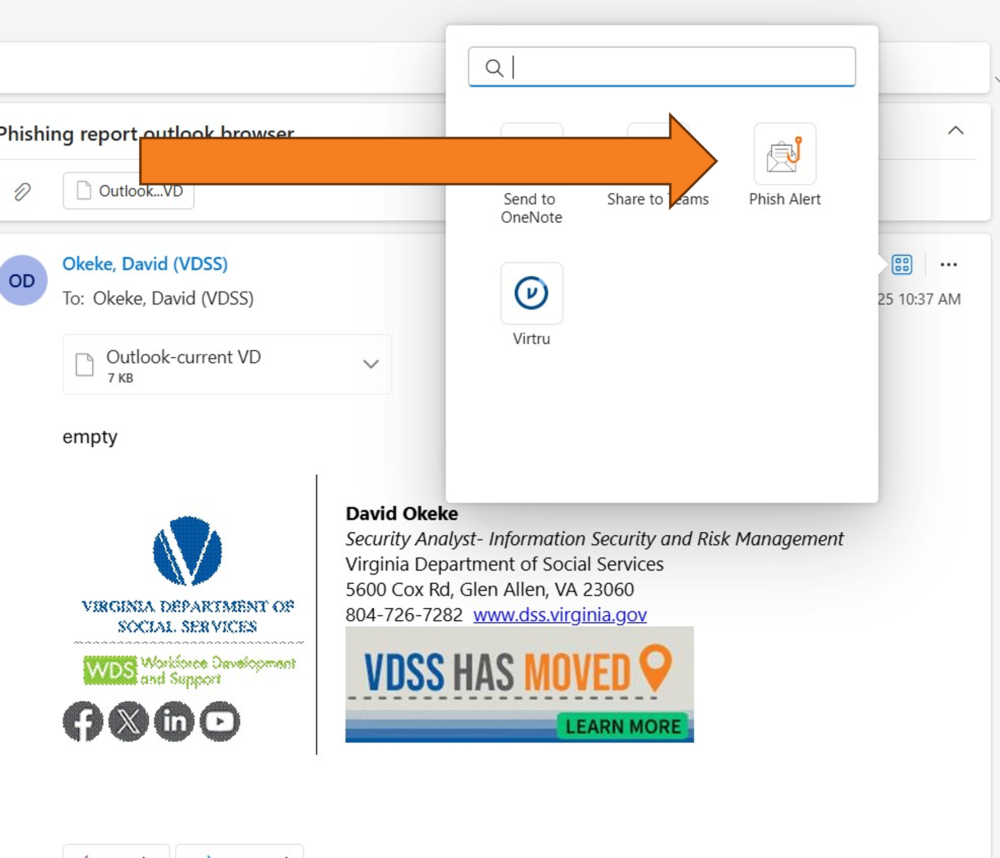 Phishing report outlook browser
Outlook...VD
Send to
OneNote
Share to Teams
Phish Alert
Virtru
OD
Okeke, David (VDSS)
To: Okeke, David (VDSS)
25 10:37 AM
Outlook-current VD
7 KB
empty
VIRGINIA DEPARTMENT OF
SOCIAL SERVICES
WDS Workforce Development
and Support
David Okeke
Security Analyst- Information Security and Risk Management
Virginia Department of Social Services
5600 Cox Rd, Glen Allen, VA 23060
804-726-7282 www.dss.virginia.gov
VDSS HAS MOVED
LEARN MORE